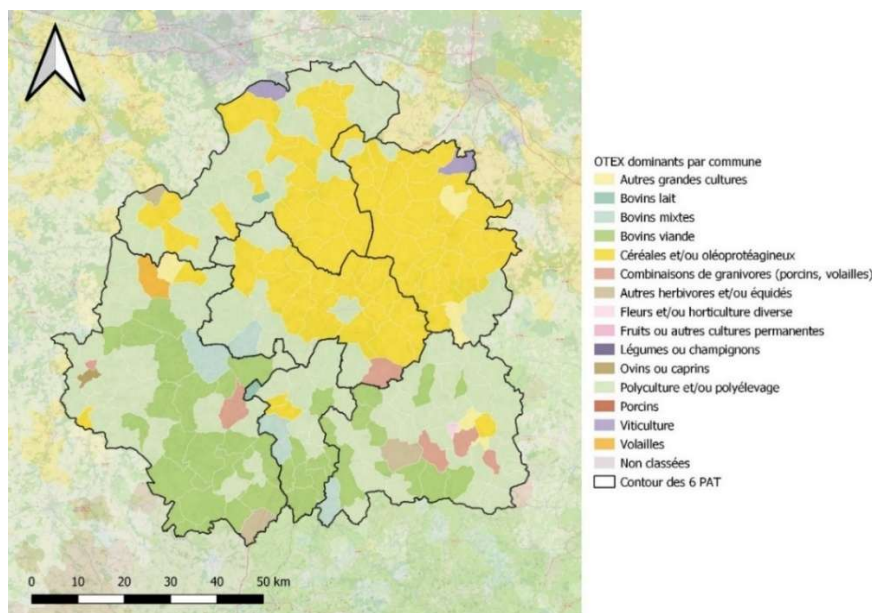 OTEX dominants par commune
Autres grandes cultures
Bovins lait
Bovins mixtes
Bovins viande
Céréales et/ou oléoprotéagineux
Combinaisons de granivores (porcins, volailles)
Autres herbivores et/ou équidés
Fleurs et/ou horticulture diverse
Fruits ou autres cultures permanentes
Légumes ou champignons
Ovins ou caprins
Polyculture et/ou polyélevage
Porcins
Viticulture
Volailles
Non classées
Contour des 6 PAT
0 10 20 30 40 50 km